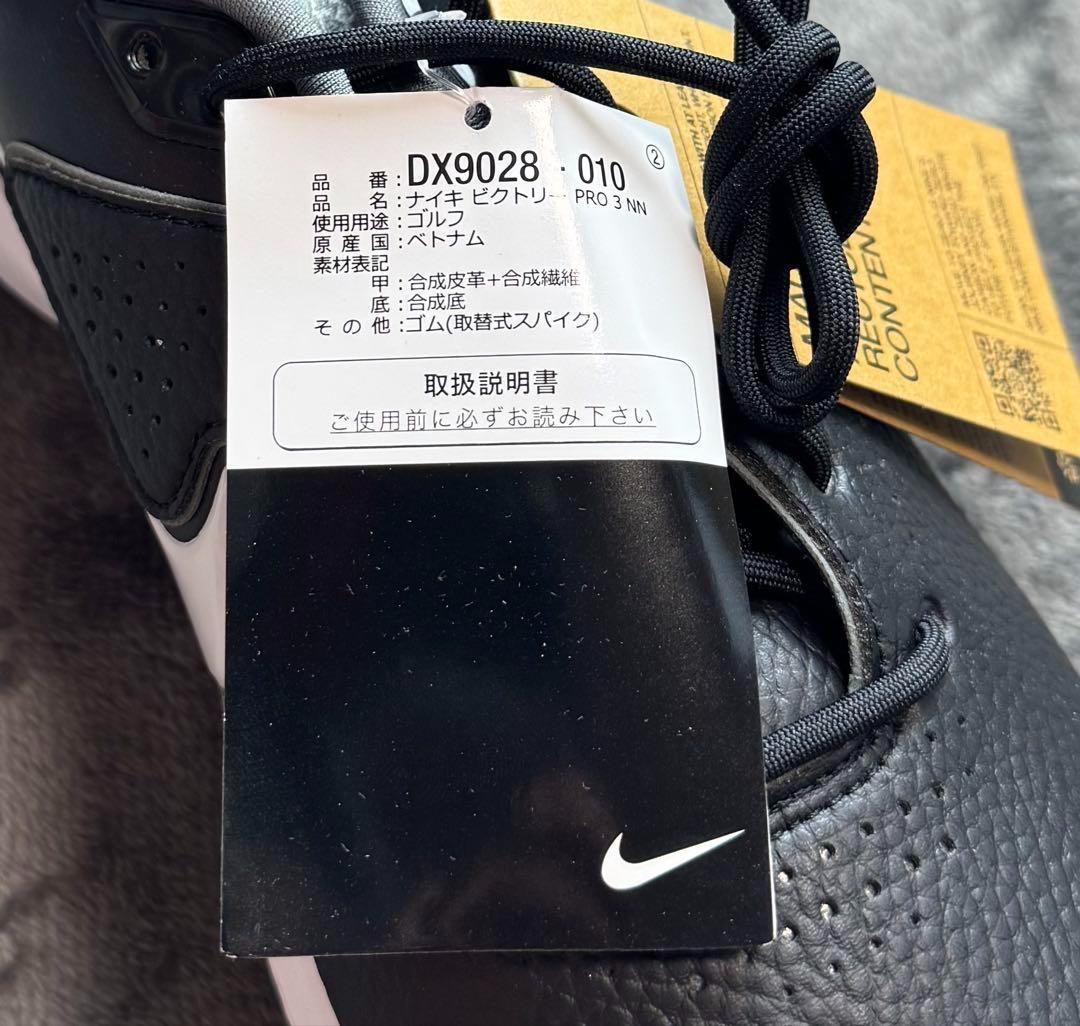 品番:DX9028-010 ②
品名:ナイキ ビクトリー PRO 3 NN
使用用途:ゴルフ
原産国:ベトナム
素材表記
甲:合成皮革+合成繊維
底:合成底
その他:ゴム(取替式スパイク)
取扱説明書
ご使用前に必ずお読み下さい
WITH AT
CONTENT